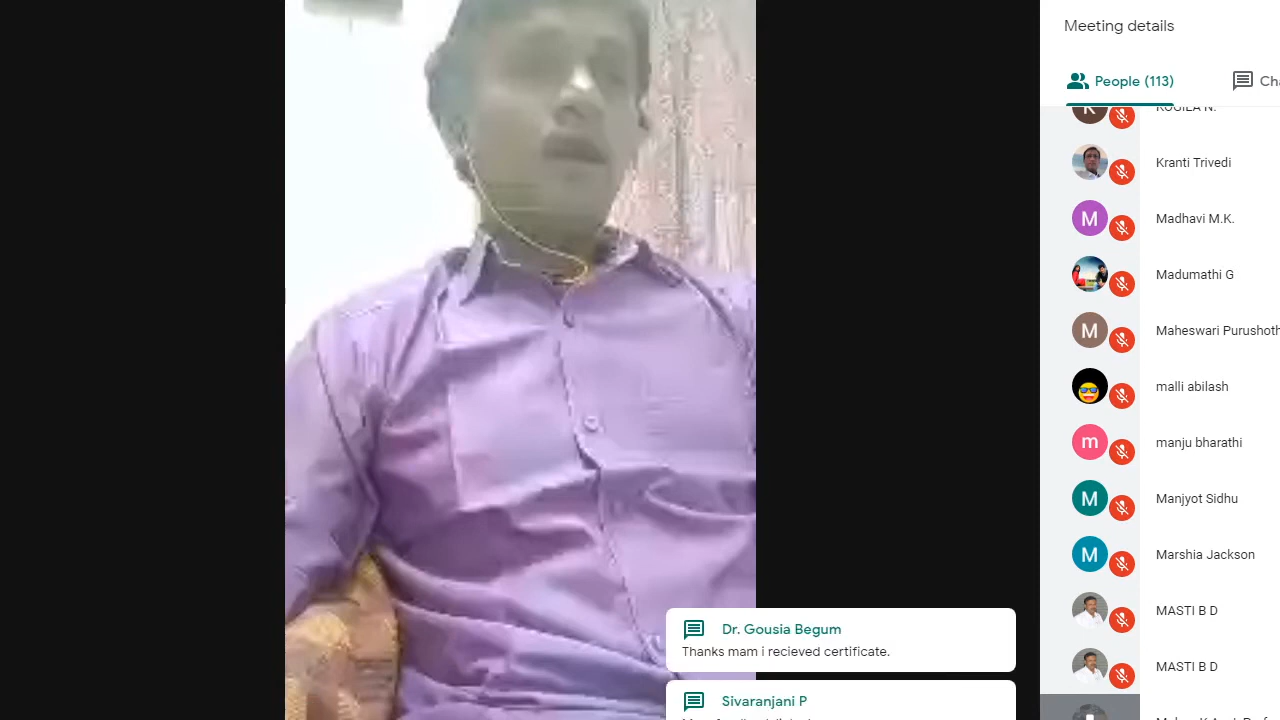 Meeting details
People (113)
Kranti Trivedi
M
Madhavi M.K.
Madumathi G
M
malli abilash
m
manju bharathi
M
Manjyot Sidhu
M
Marshia Jackson
MASTI B D
MASTI B D
Maheswari
Dr. Gousia Begum
Thanks mam i recieved certificate.
Sivaranjani P